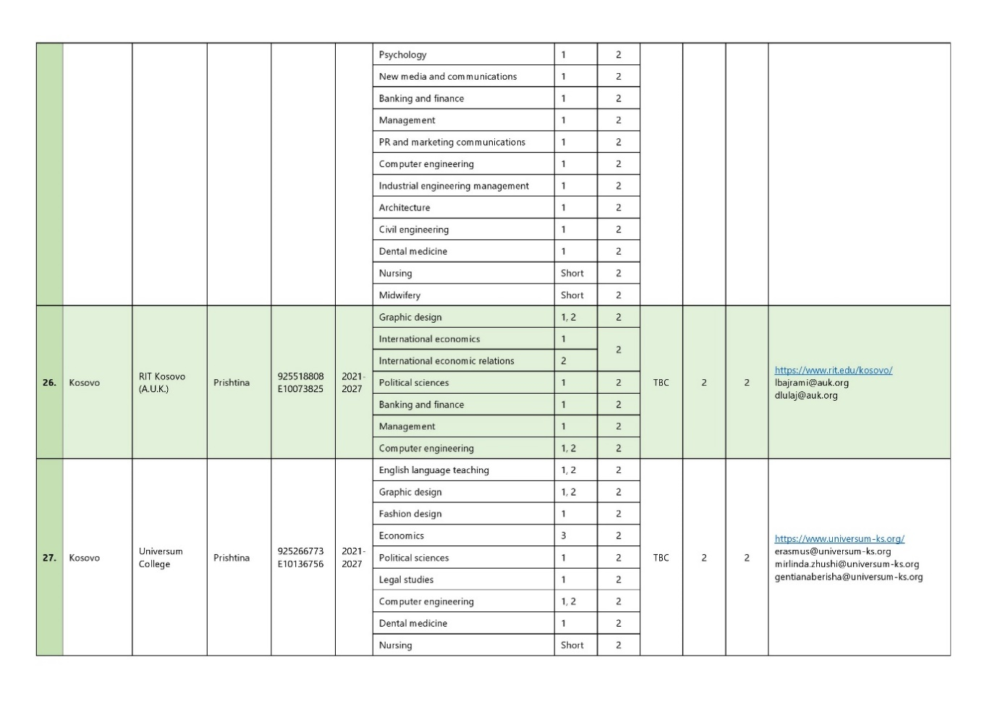 Psychology 1 2
New media and communications 1 2
Banking and finance 1 2
Management 1 2
PR and marketing communications 1 2
Computer engineering 1 2
Industrial engineering management 1 2
Architecture 1 2
Civil engineering 1 2
Dental medicine 1 2
Nursing Short 2
Midwifery Short 2
26. Kosovo
RIT Kosovo
(A.U.K.)
Prishtina
925518808
E10073825
2021-
2027
Graphic design 1, 2 2
International economics 1
2
International economic relations 2
Political sciences 1 2
Banking and finance 1 2
Management 1 2
Computer engineering 1, 2 2
TBC 2 2
https://www.rit.edu/kosovo/
lbajrami@auk.org
dlulaj@auk.org
27. Kosovo
Universum
College
Prishtina
925266773
E10136756
2021-
2027
English language teaching 1, 2 2
Graphic design 1, 2 2
Fashion design 1 2
Economics 3 2
Political sciences 1 2
Legal studies 1 2
Computer engineering 1, 2 2
Dental medicine 1 2
Nursing Short 2
TBC 2 2
https://www.universum-ks.org/
erasmus@universum-ks.org
mirlinda.zhushi@universum-ks.org
gentianaberisha@universum-ks.org